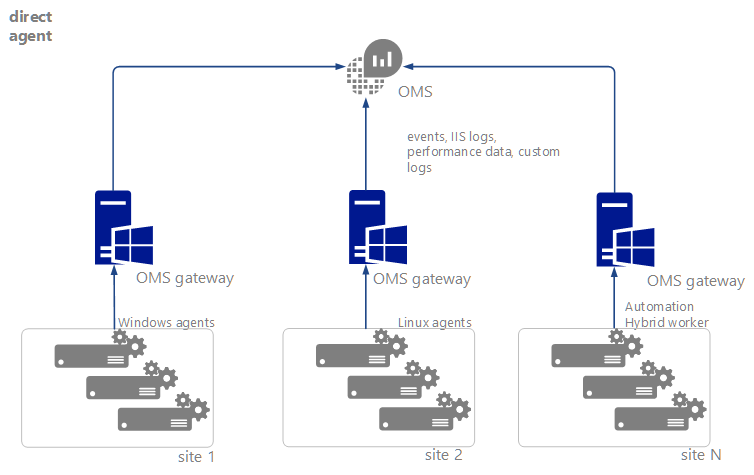 direct
agent
OMS
events, IIS logs,
performance data, custom
logs
OMS gateway
OMS gateway
OMS gateway
Windows agents
Linux agents
Automation
Hybrid worker
site 1
site 2
site N